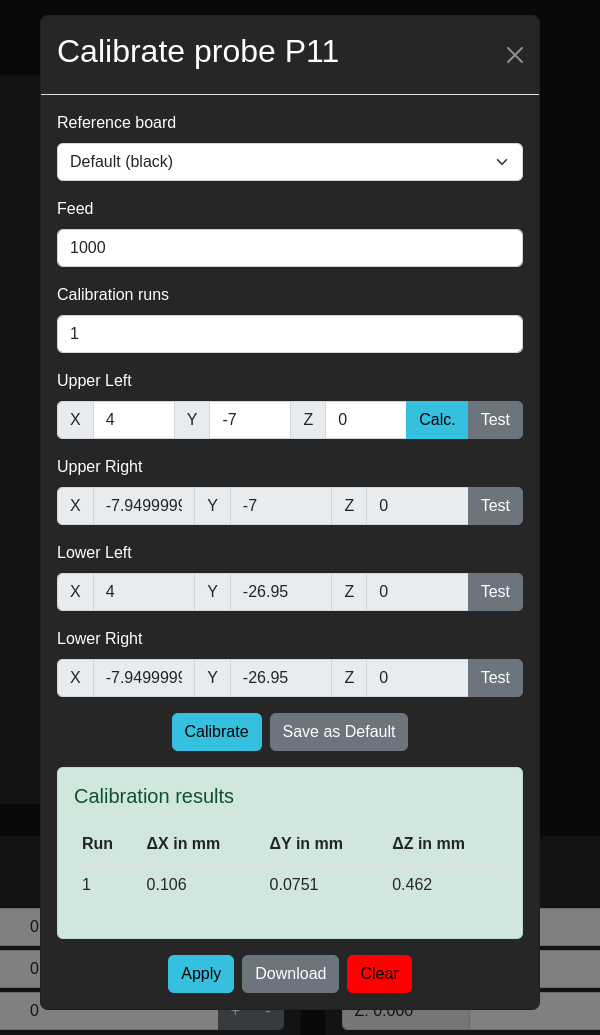 Calibrate probe P11
Reference board
Default (black)
Feed
1000
Calibration runs
1
Upper Left
X 4 Y -7 Z 0 Calc. Test
Upper Right
X -7.9499999 Y -7 Z 0 Test
Lower Left
X 4 Y -26.95 Z 0 Test
Lower Right
X -7.9499999 Y -26.95 Z 0 Test
Calibrate Save as Default
Calibration results
Run ΔX in mm ΔY in mm ΔZ in mm
1 0.106 0.0751 0.462
0
Apply Download Clear
0
0 + - Z: 0.000